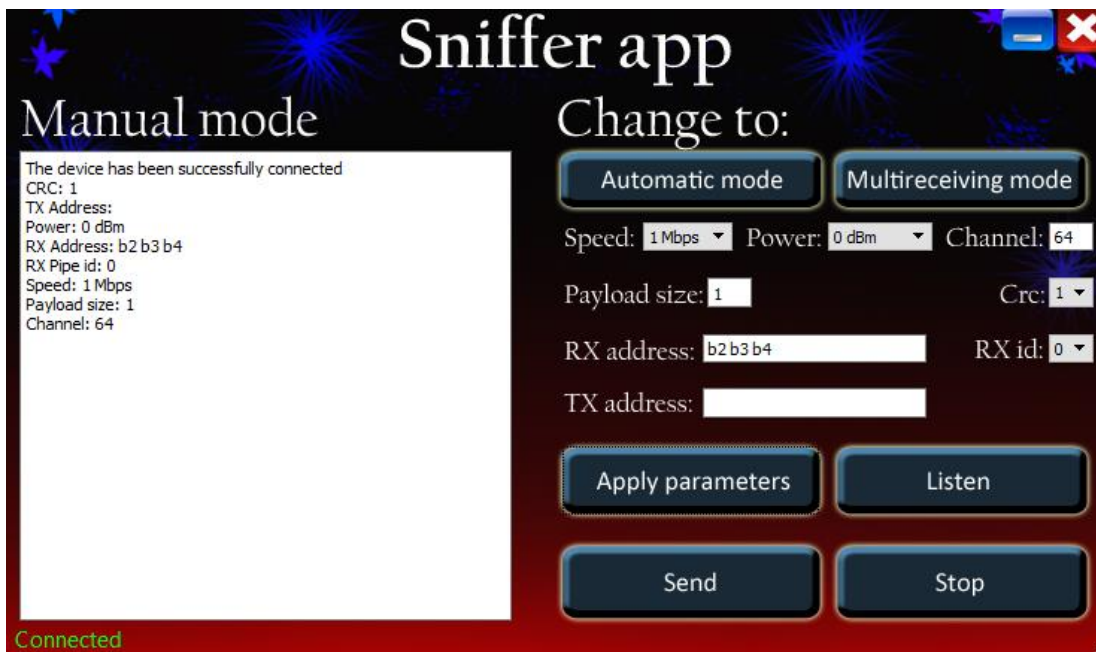 Sniffer app
Manual mode
The device has been successfully connected
CRC: 1
TX Address:
Power: 0 dBm
RX Address: b2 b3 b4
RX Pipe id: 0
Speed: 1 Mbps
Payload size: 1
Channel: 64
Connected
Change to:
Automatic mode Multireceiving mode
Speed: 1 Mbps Power: 0 dBm Channel: 64
Payload size: 1 Crc: 1
RX address: b2 b3 b4 RX id: 0
TX address:
Apply parameters Listen
Send Stop